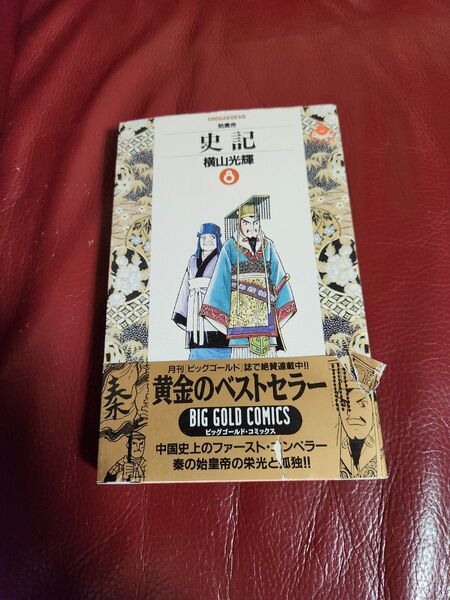 SHOGAKUKAN
始皇帝
史記
横山光輝
8
月刊「ビッグゴールド」誌で絶賛連載中!!
黄金のベストセラー
BIG GOLD COMICS
ビッグゴールド・コミックス
中国史上のファースト・エンペラー
秦の始皇帝の栄光と孤独!!